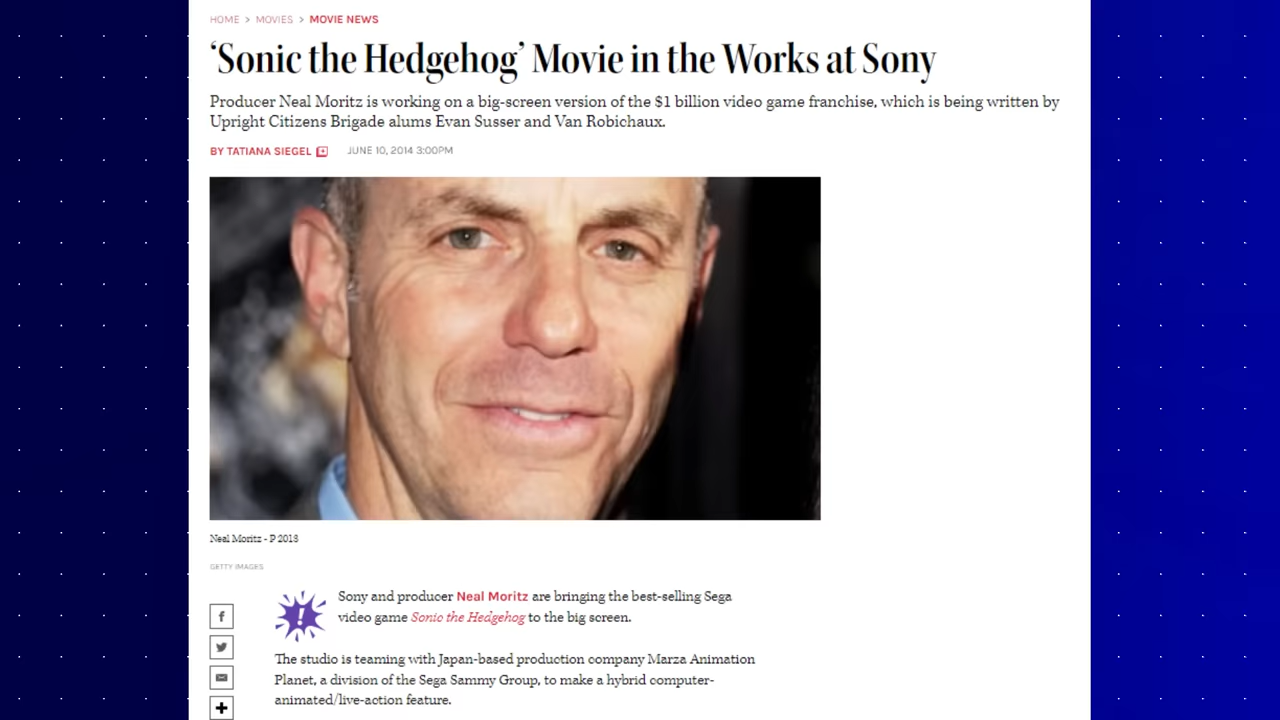 HOME > MOVIES > MOVIE NEWS
‘Sonic the Hedgehog’ Movie in the Works at Sony
Producer Neal Moritz is working on a big-screen version of the $1 billion video game franchise, which is being written by
Upright Citizens Brigade alums Evan Susser and Van Robichaux.
BY TATIANA SIEGEL JUNE 10, 2014 3:00PM
Neal Moritz - P 2013
GETTY IMAGES
Sony and producer Neal Moritz are bringing the best-selling Sega
video game Sonic the Hedgehog to the big screen.
The studio is teaming with Japan-based production company Marza Animation
Planet, a division of the Sega Sammy Group, to make a hybrid computer-
animated/live-action feature.